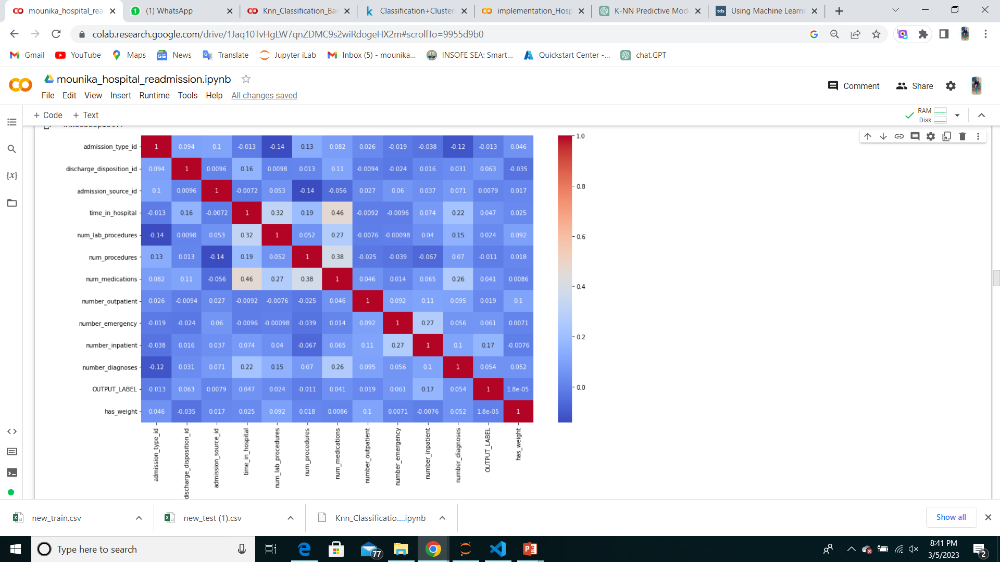 mounika_hospital_rea
(1) WhatsApp
Knn_Classification_Ban
Classification+Clusteri
implementation_Hosp
K-NN Predictive Mode
tds Using Machine Learnin
colab.research.google.com/drive/1Jaq10TvHgLW7qnZDMC9s2wiRdogeHX2m#scrollTo=9955d9b0
Gmail YouTube Maps News Translate Jupyter iLab Inbox (5) - mounika... INSOFE SEA: Smart... Quickstart Center -... chat.GPT
mounika_hospital_readmission.ipynb
Comment Share
File Edit View Insert Runtime Tools Help All changes saved
+ Code + Text
RAM
Disk
admission_type_id 1 0.094 0.1 -0.013 -0.14 0.13 0.082 0.026 -0.019 -0.038 -0.12 -0.013 0.046
discharge_disposition_id 0.094 1 0.0096 0.16 0.0098 0.013 0.11 -0.0094 -0.024 0.016 0.031 0.063 -0.035
admission_source_id 0.1 0.0096 1 -0.0072 0.053 -0.14 -0.056 0.027 0.06 0.037 0.071 0.0079 0.017
time_in_hospital -0.013 0.16 -0.0072 1 0.32 0.19 0.46 -0.0092 -0.0096 0.074 0.22 0.047 0.025
num_lab_procedures -0.14 0.0098 0.053 0.32 1 0.052 0.27 -0.0076 -0.00098 0.04 0.15 0.024 0.092
num_procedures 0.13 0.013 -0.14 0.19 0.052 1 0.38 -0.025 -0.039 -0.067 0.07 -0.011 0.018
num_medications 0.082 0.11 -0.056 0.46 0.27 0.38 1 0.046 0.014 0.065 0.26 0.041 0.0086
number_outpatient 0.026 -0.0094 0.027 -0.0092 -0.0076 -0.025 0.046 1 0.092 0.11 0.095 0.019 0.1
number_emergency -0.019 -0.024 0.06 -0.0096 -0.00098 -0.039 0.014 0.092 1 0.27 0.056 0.061 0.0071
number_inpatient -0.038 0.016 0.037 0.074 0.04 -0.067 0.065 0.11 0.27 1 0.1 0.17 -0.0076
number_diagnoses -0.12 0.031 0.071 0.22 0.15 0.07 0.26 0.095 0.056 0.1 1 0.054 0.052
OUTPUT_LABEL -0.013 0.063 0.0079 0.047 0.024 -0.011 0.041 0.019 0.061 0.17 0.054 1 1.8e-05
has_weight 0.046 -0.035 0.017 0.025 0.092 0.018 0.0086 0.1 0.0071 -0.0076 0.052 1.8e-05 1
admission_type_id
discharge_disposition_id
admission_source_id
time_in_hospital
num_lab_procedures
num_procedures
num_medications
number_outpatient
number_emergency
number_inpatient
number_diagnoses
OUTPUT_LABEL
has_weight
1.0
0.8
0.6
0.4
0.2
0.0
{x}
new_train.csv
new_test (1).csv
Knn_Classificatio....ipynb
Show all
Type here to search
77
8:41 PM
3/5/2023
2